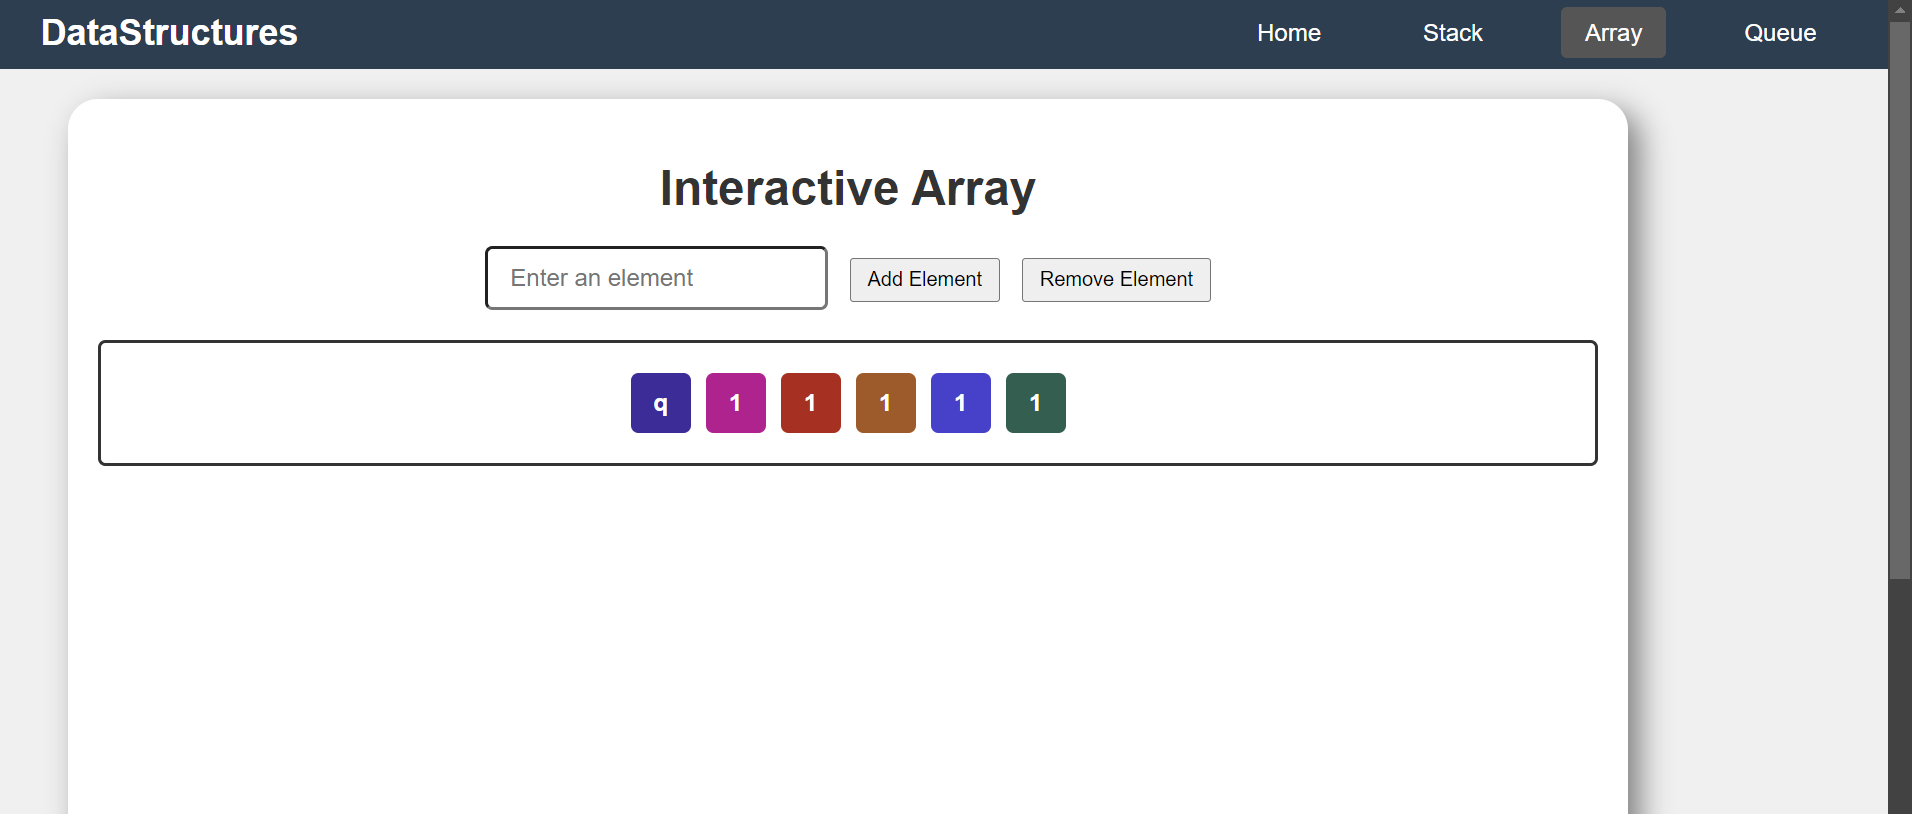 DataStructures Home Stack Array Queue
Interactive Array
Enter an element Add Element Remove Element
q 1 1 1 1 1